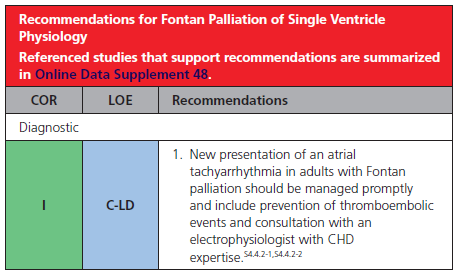 Recommendations for Fontan Palliation of Single Ventricle
Physiology
Referenced studies that support recommendations are summarized
in Online Data Supplement 48.
COR LOE Recommendations
Diagnostic
I C-LD 1. New presentation of an atrial
tachyarrhythmia in adults with Fontan
palliation should be managed promptly
and include prevention of thromboembolic
events and consultation with an
electrophysiologist with CHD
expertise.S4.4.2-1,S4.4.2-2